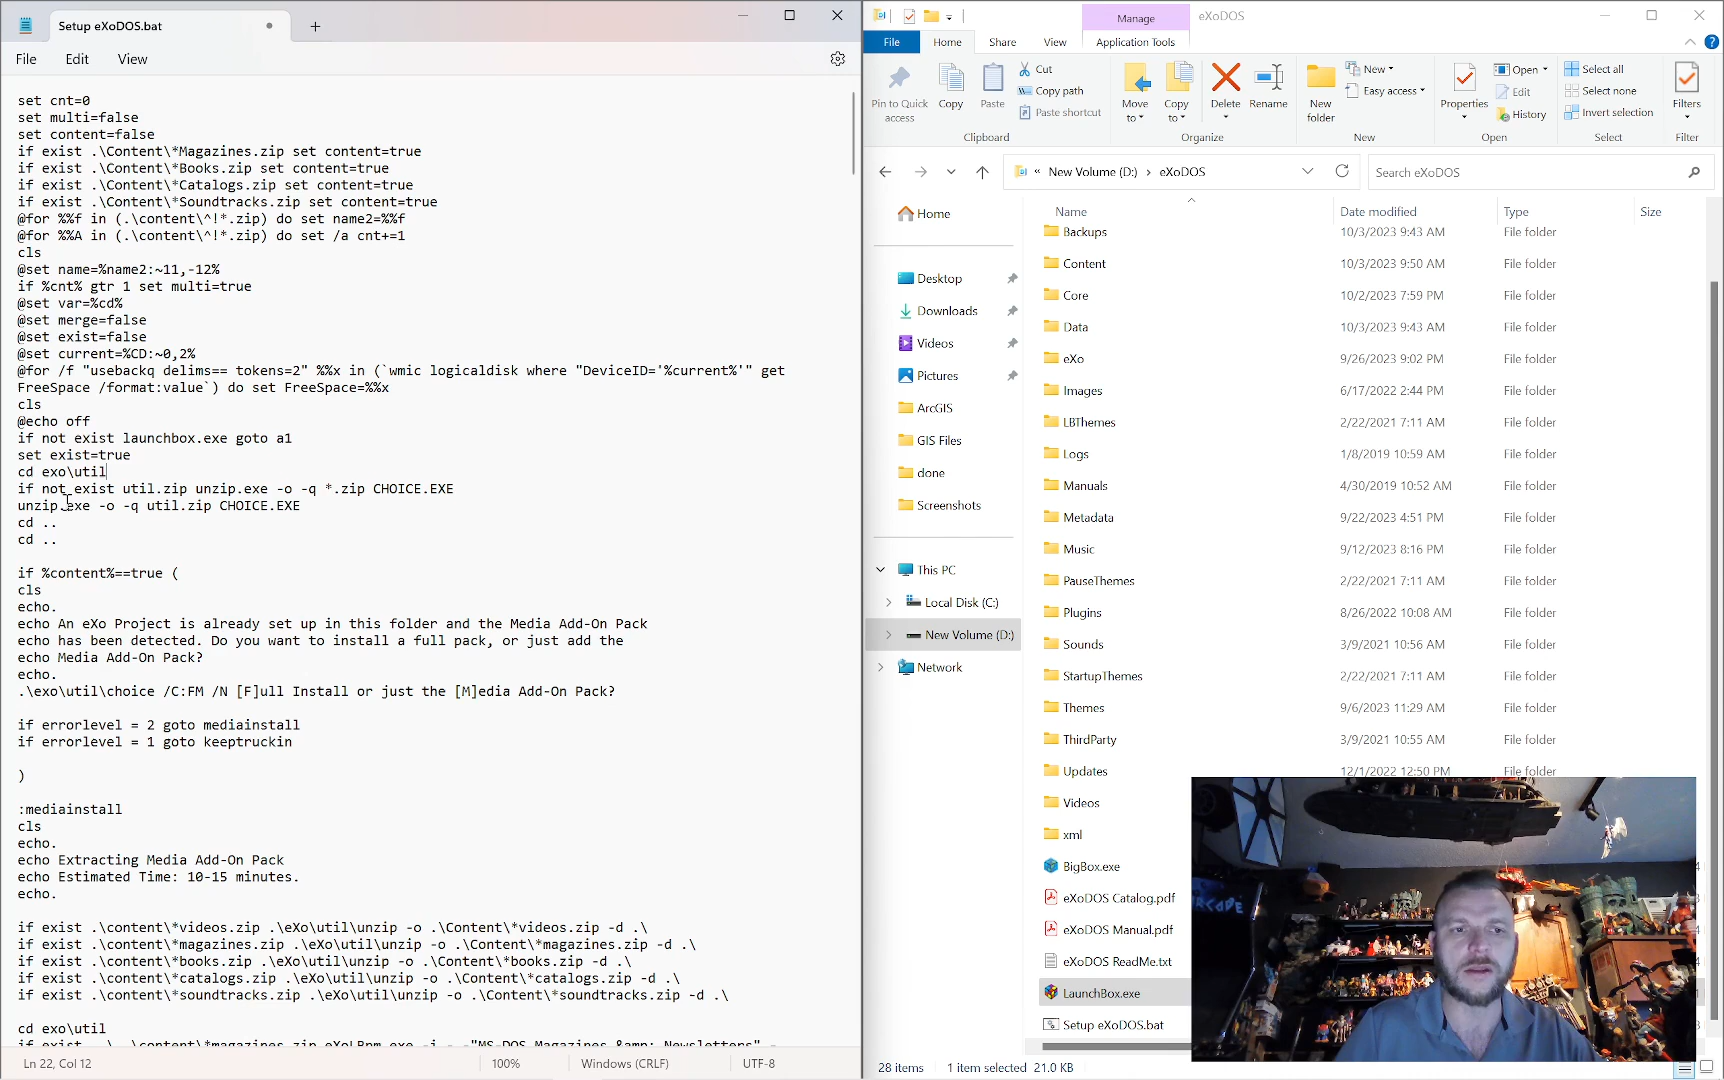 Setup eXoDOS.bat
File Edit View
set cnt=0
set multi=false
set content=false
if exist .\Content\*Magazines.zip set content=true
if exist .\Content\*Books.zip set content=true
if exist .\Content\*Catalogs.zip set content=true
if exist .\Content\*Soundtracks.zip set content=true
@for %%f in (.\content\^!*.zip) do set name2=%%f
@for %%A in (.\content\^!*.zip) do set /a cnt+=1
cls
@set name=%name2:~11,-12%
if %cnt% gtr 1 set multi=true
@set var=%cd%
@set merge=false
@set exist=false
@set current=%CD:~0,2%
@for /f "usebackq delims== tokens=2" %%x in (`wmic logicaldisk where "DeviceID='%current%'" get
FreeSpace /format:value`) do set FreeSpace=%%x
cls
@echo off
if not exist launchbox.exe goto a1
set exist=true
cd exo\util
if not exist util.zip unzip.exe -o -q *.zip CHOICE.EXE
unzip.exe -o -q util.zip CHOICE.EXE
cd ..
cd ..
if %content%==true (
cls
echo.
echo An eXo Project is already set up in this folder and the Media Add-On Pack
echo has been detected. Do you want to install a full pack, or just add the
echo Media Add-On Pack?
echo.
.\exo\util\choice /C:FM /N [F]ull Install or just the [M]edia Add-On Pack?
if errorlevel = 2 goto mediainstall
if errorlevel = 1 goto keeptruckin
)
:mediainstall
cls
echo.
echo Extracting Media Add-On Pack
echo Estimated Time: 10-15 minutes.
echo.
if exist .\content\*videos.zip .\eXo\util\unzip -o .\Content\*videos.zip -d .\
if exist .\content\*magazines.zip .\eXo\util\unzip -o .\Content\*magazines.zip -d .\
if exist .\content\*books.zip .\eXo\util\unzip -o .\Content\*books.zip -d .\
if exist .\content\*catalogs.zip .\eXo\util\unzip -o .\Content\*catalogs.zip -d .\
if exist .\content\*soundtracks.zip .\eXo\util\unzip -o .\Content\*soundtracks.zip -d .\
cd exo\util
Ln 22, Col 12 100% Windows (CRLF) UTF-8
Manage eXoDOS
File Home Share View Application Tools
Pin to Quick access
Copy
Paste
Cut
Copy path
Paste shortcut
Move to
Copy to
Delete
Rename
New folder
New
Easy access
Properties
Open
Edit
History
Select all
Select none
Invert selection
Filters
Clipboard Organize New Open Select Filter
« New Volume (D:) › eXoDOS
Search eXoDOS
Home
Desktop
Downloads
Videos
Pictures
ArcGIS
GIS Files
done
Screenshots
This PC
Local Disk (C:)
New Volume (D:)
Network
Name Date modified Type Size
Backups 10/3/2023 9:43 AM File folder
Content 10/3/2023 9:50 AM File folder
Core 10/2/2023 7:59 PM File folder
Data 10/3/2023 9:43 AM File folder
eXo 9/26/2023 9:02 PM File folder
Images 6/17/2022 2:44 PM File folder
LBThemes 2/22/2021 7:11 AM File folder
Logs 1/8/2019 10:59 AM File folder
Manuals 4/30/2019 10:52 AM File folder
Metadata 9/22/2023 4:51 PM File folder
Music 9/12/2023 8:16 PM File folder
PauseThemes 2/22/2021 7:11 AM File folder
Plugins 8/26/2022 10:08 AM File folder
Sounds 3/9/2021 10:56 AM File folder
StartupThemes 2/22/2021 7:11 AM File folder
Themes 9/6/2023 11:29 AM File folder
ThirdParty 3/9/2021 10:55 AM File folder
Updates 12/1/2022 12:50 PM File folder
Videos
xml
BigBox.exe
eXoDOS Catalog.pdf
eXoDOS Manual.pdf
eXoDOS ReadMe.txt
LaunchBox.exe
Setup eXoDOS.bat
28 items 1 item selected 21.0 KB